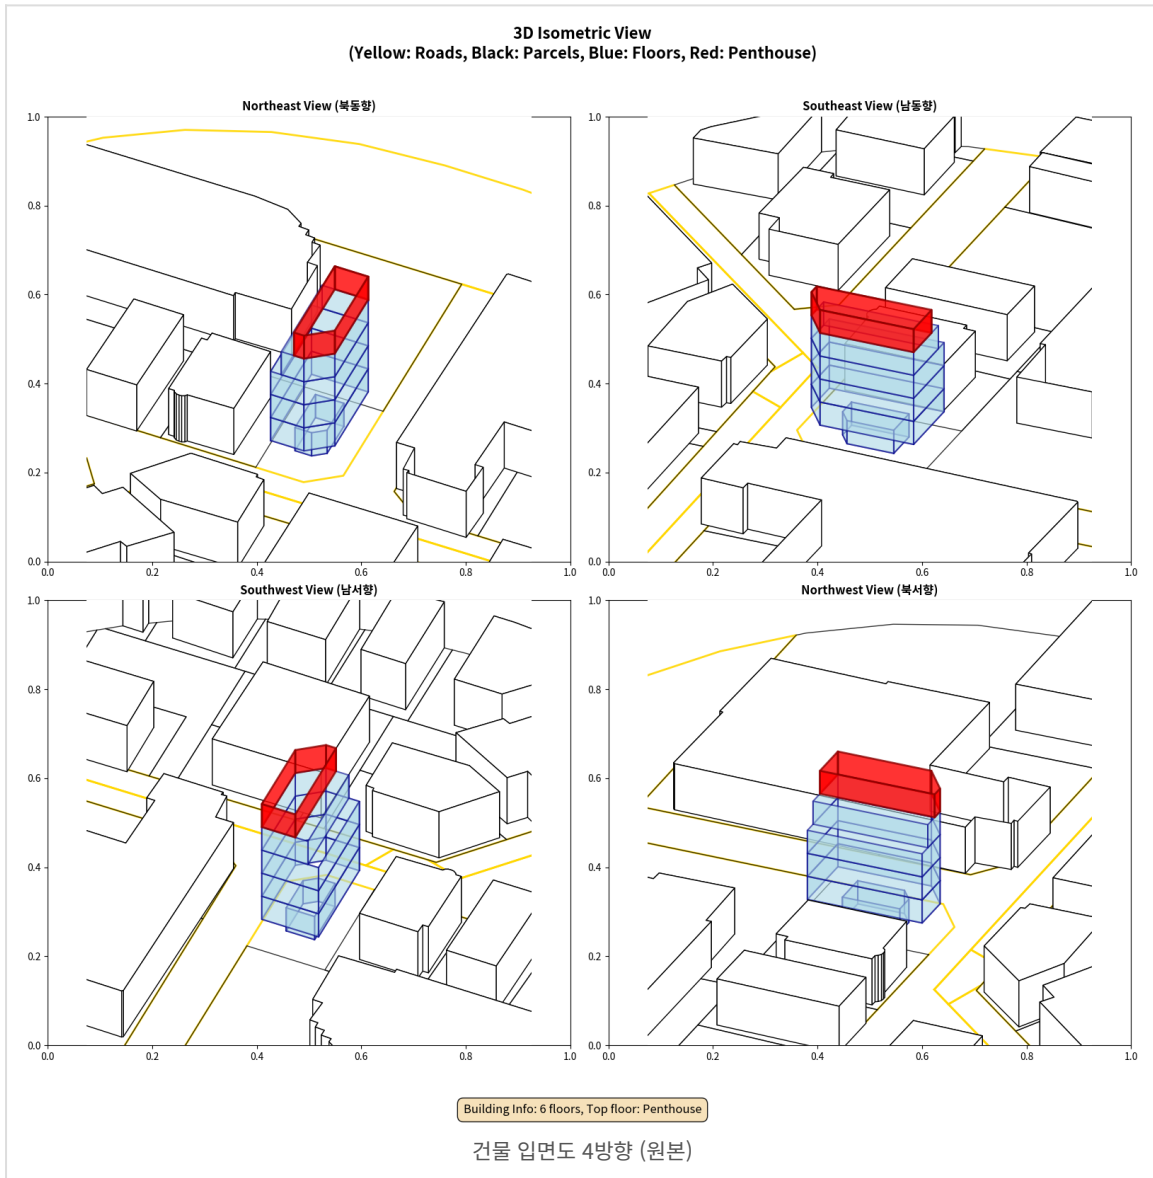 3D Isometric View
(Yellow: Roads, Black: Parcels, Blue: Floors, Red: Penthouse)
Northeast View (북동향)
Southeast View (남동향)
1.0
0.8
0.6
0.4
0.2
0.0
0.0 0.2 0.4 0.6 0.8 1.0
1.0
0.8
0.6
0.4
0.2
0.0
0.0 0.2 0.4 0.6 0.8 1.0
Southwest View (남서향)
Northwest View (북서향)
1.0
0.8
0.6
0.4
0.2
0.0
0.0 0.2 0.4 0.6 0.8 1.0
1.0
0.8
0.6
0.4
0.2
0.0
0.0 0.2 0.4 0.6 0.8 1.0
Building Info: 6 floors, Top floor: Penthouse
건물 입면도 4방향 (원본)